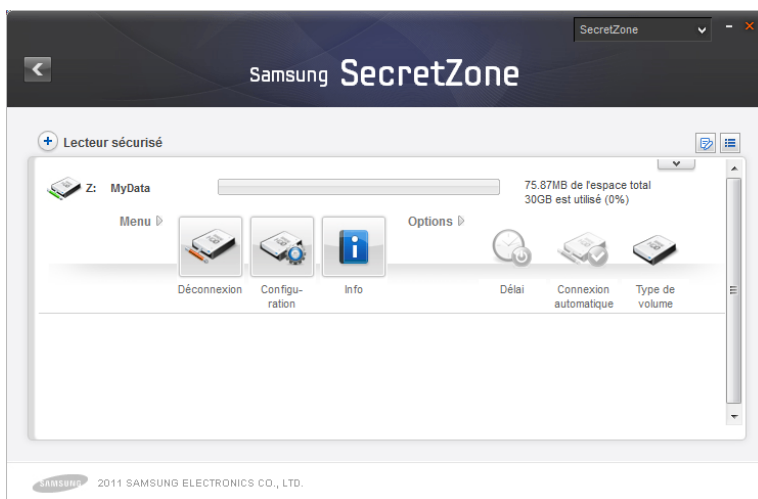 SecretZone
Samsung SecretZone
Lecteur sécurisé
Z: MyData
75.87MB de l'espace total
30GB est utilisé (0%)
Menu
Options
Déconnexion
Configu-
ration
Info
Délai
Connexion
automatique
Type de
volume
SAMSUNG 2011 SAMSUNG ELECTRONICS CO., LTD.